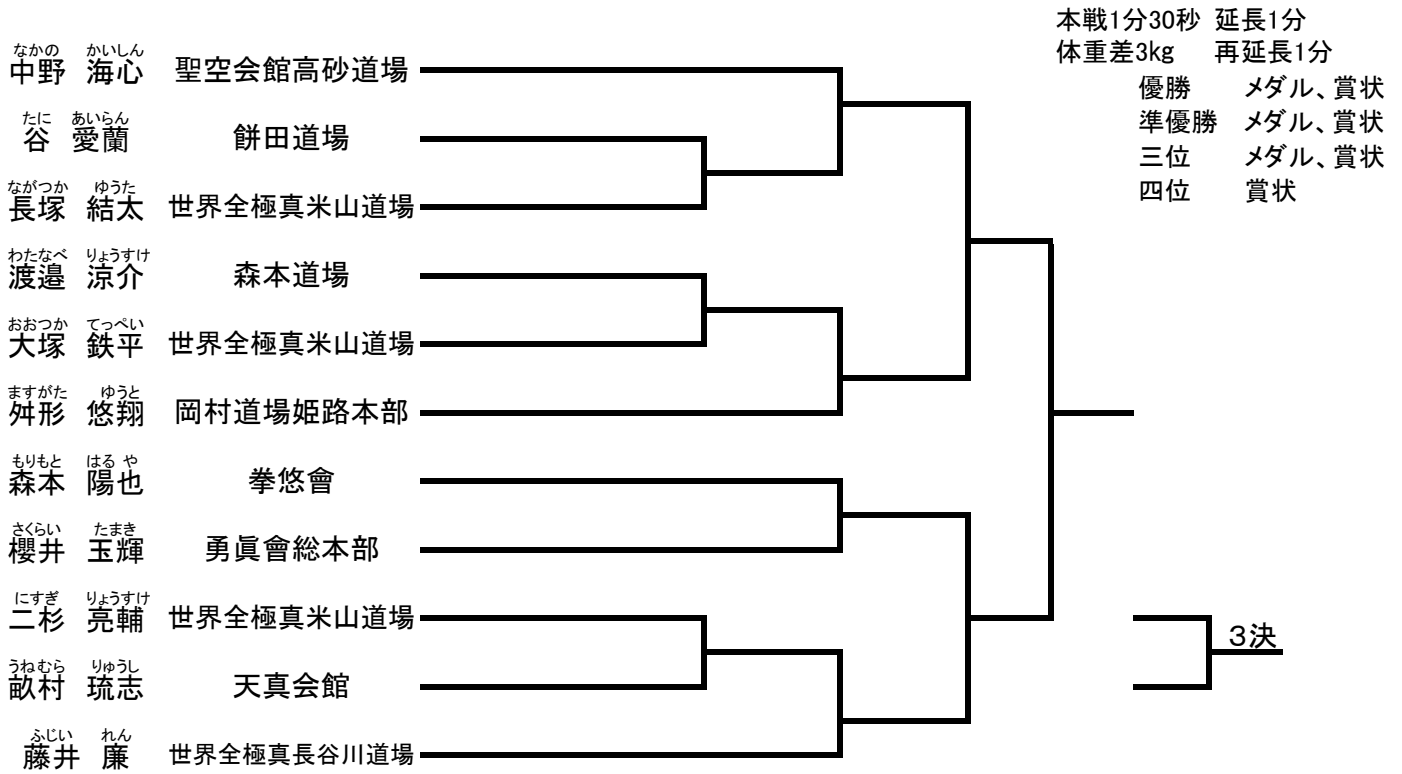 本戦1分30秒 延長1分
体重差3kg 再延長1分
優勝 メダル、賞状
準優勝 メダル、賞状
三位 メダル、賞状
四位 賞状
なかの かいしん
中野 海心 聖空会館高砂道場
たに あいらん
谷 愛蘭 餅田道場
ながつか ゆうた
長塚 結太 世界全極真米山道場
わたなべ りょうすけ
渡邉 涼介 森本道場
おおつか てっぺい
大塚 鉄平 世界全極真米山道場
ますがた ゆうと
舛形 悠翔 岡村道場姫路本部
もりもと はる や
森本 陽也 拳悠會
さくらい たまき
櫻井 玉輝 勇眞會総本部
にすぎ りょうすけ
二杉 亮輔 世界全極真米山道場
うねむら りゅうし
畝村 琉志 天真会館
ふじい れん
藤井 廉 世界全極真長谷川道場
３決